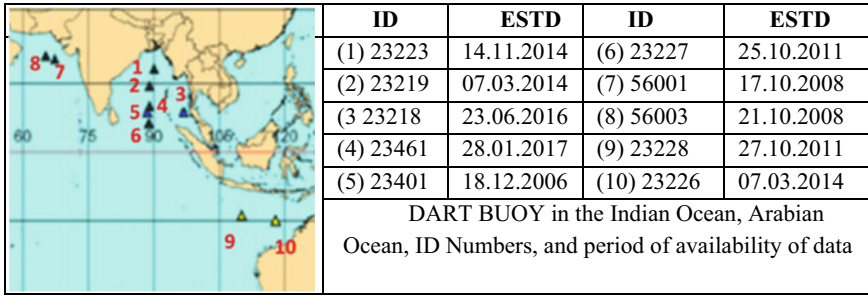 ID ESTD ID ESTD
(1) 23223 14.11.2014 (6) 23227 25.10.2011
(2) 23219 07.03.2014 (7) 56001 17.10.2008
(3 23218 23.06.2016 (8) 56003 21.10.2008
(4) 23461 28.01.2017 (9) 23228 27.10.2011
(5) 23401 18.12.2006 (10) 23226 07.03.2014
DART BUOY in the Indian Ocean, Arabian
Ocean, ID Numbers, and period of availability of data
8 7 1
2 3
5 4
6
60 75 90 105 120
9 10